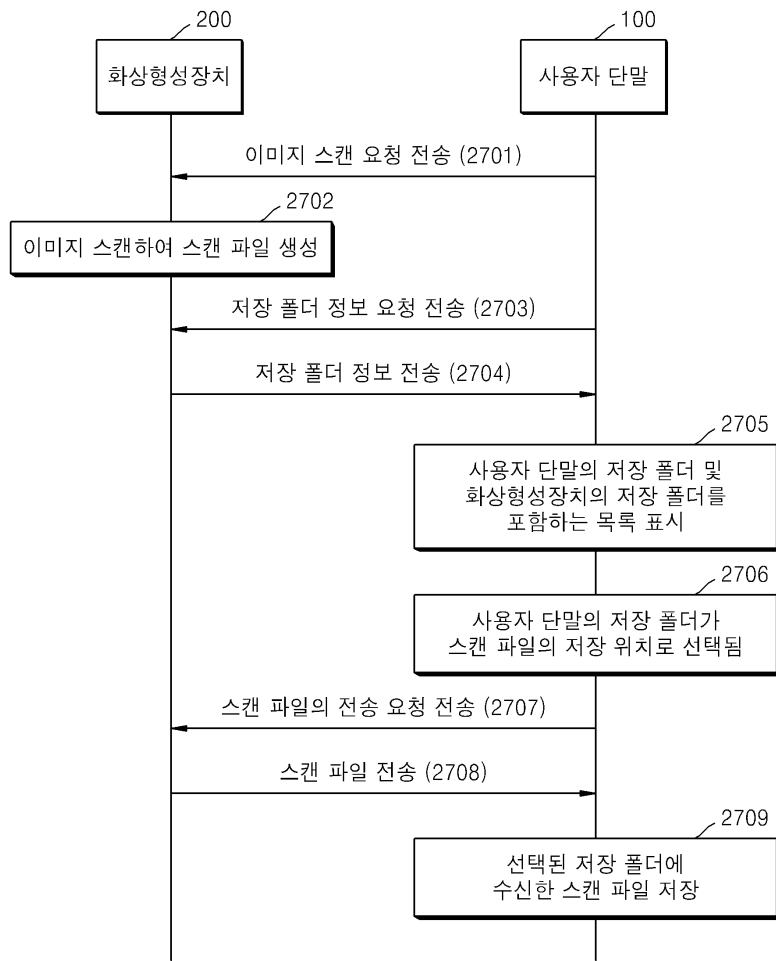 200
100
화상형성장치
사용자 단말
이미지 스캔 요청 전송 (2701)
2702
이미지 스캔하여 스캔 파일 생성
저장 폴더 정보 요청 전송 (2703)
저장 폴더 정보 전송 (2704)
2705
사용자 단말의 저장 폴더 및
화상형성장치의 저장 폴더를
포함하는 목록 표시
2706
사용자 단말의 저장 폴더가
스캔 파일의 저장 위치로 선택됨
스캔 파일의 전송 요청 전송 (2707)
스캔 파일 전송 (2708)
2709
선택된 저장 폴더에
수신한 스캔 파일 저장